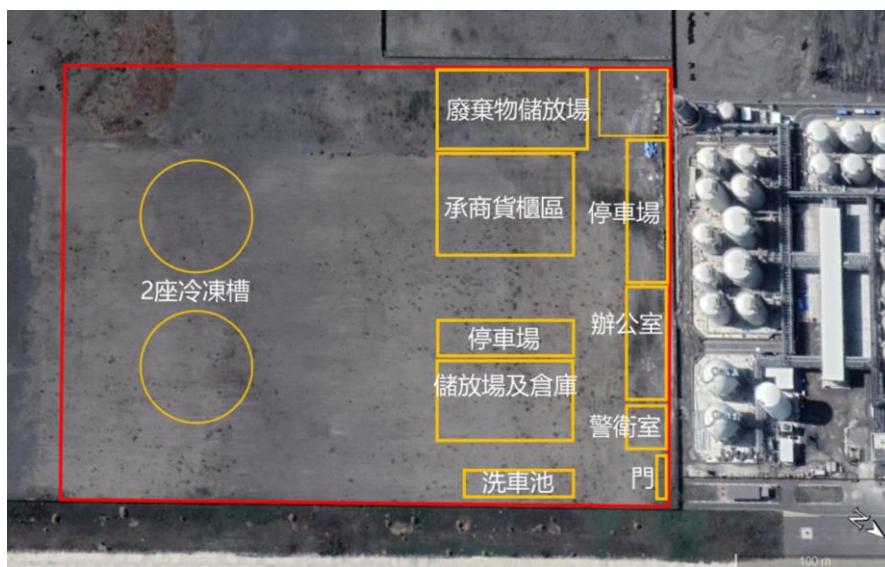 廢棄物儲放場
承商貨櫃區
停車場
2座冷凍槽
停車場
辦公室
儲放場及倉庫
警衛室
洗車池
門
N
100 m